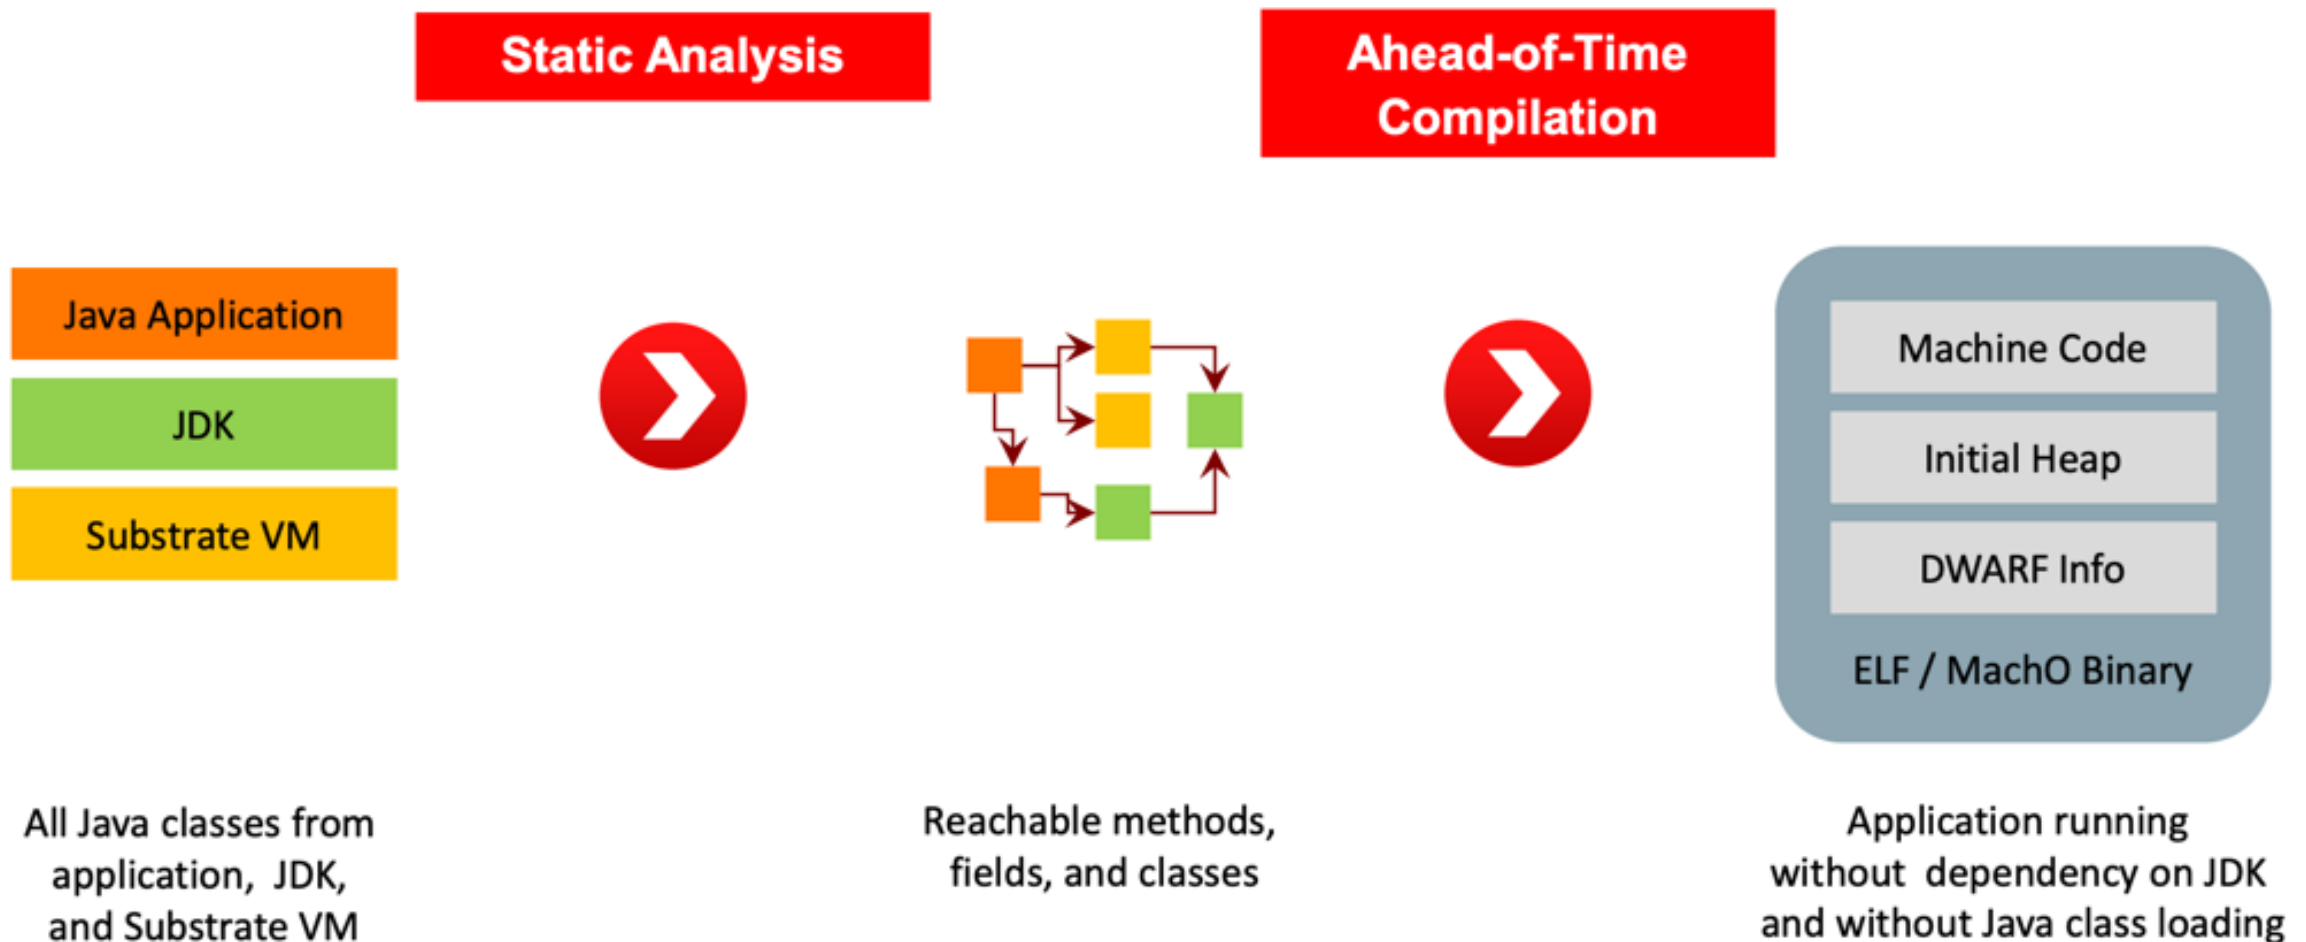 Static Analysis
Ahead-of-Time
Compilation
Java Application
JDK
Substrate VM
Machine Code
Initial Heap
DWARF Info
ELF / MachO Binary
All Java classes from
application, JDK,
and Substrate VM
Reachable methods,
fields, and classes
Application running
without dependency on JDK
and without Java class loading